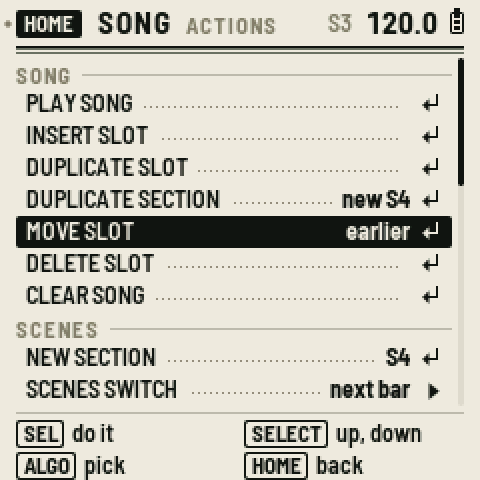 HOME SONG ACTIONS S3 120.0
SONG
PLAY SONG
INSERT SLOT
DUPLICATE SLOT
DUPLICATE SECTION new S4
MOVE SLOT earlier
DELETE SLOT
CLEAR SONG
SCENES
NEW SECTION S4
SCENES SWITCH next bar
SEL do it SELECT up, down
ALGO pick HOME back